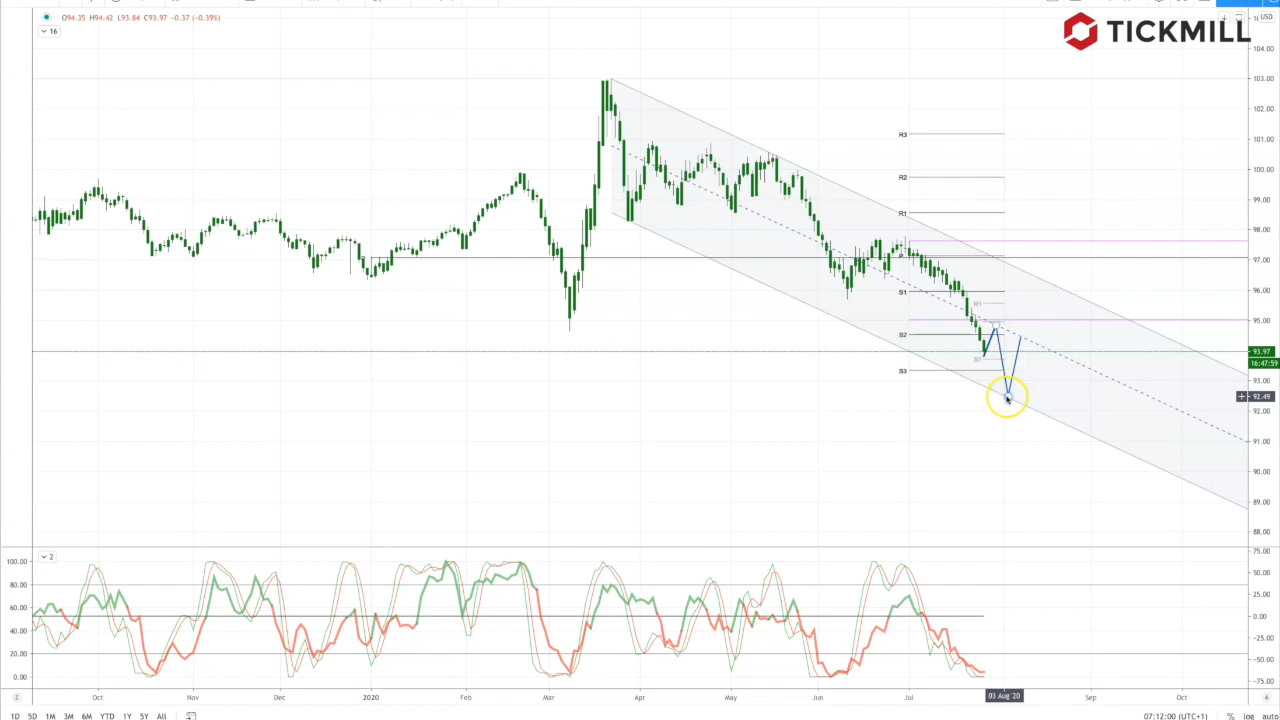 TICKMILL
O94.35 H94.42 L93.84 C93.97 -0.37 (-0.39%)
16
USD
104.00
103.00
102.00
101.00
100.00
99.00
98.00
97.00
96.00
95.00
93.97
16:47:59
93.00
92.49
92.00
91.00
90.00
89.00
88.00
R3
R2
R1
P
S1
R1
S2
S1
S3
2
100.00
80.00
60.00
40.00
20.00
0.00
75.00
50.00
25.00
0.00
-25.00
-50.00
-75.00
Z
Oct
Nov
Dec
2020
Feb
Mar
Apr
May
Jun
Jul
03 Aug '20
Sep
Oct
A
1D 5D 1M 3M 6M YTD 1Y 5Y All
07:12:00 (UTC+1) % log auto